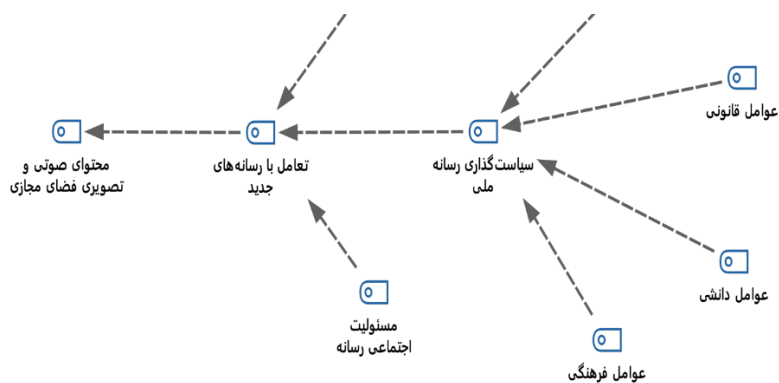 عوامل قانونی
سیاست‌گذاری رسانه
ملی
تعامل با رسانه‌های
جدید
محتوای صوتی و
تصویری فضای مجازی
عوامل دانشی
مسئولیت
اجتماعی رسانه
عوامل فرهنگی